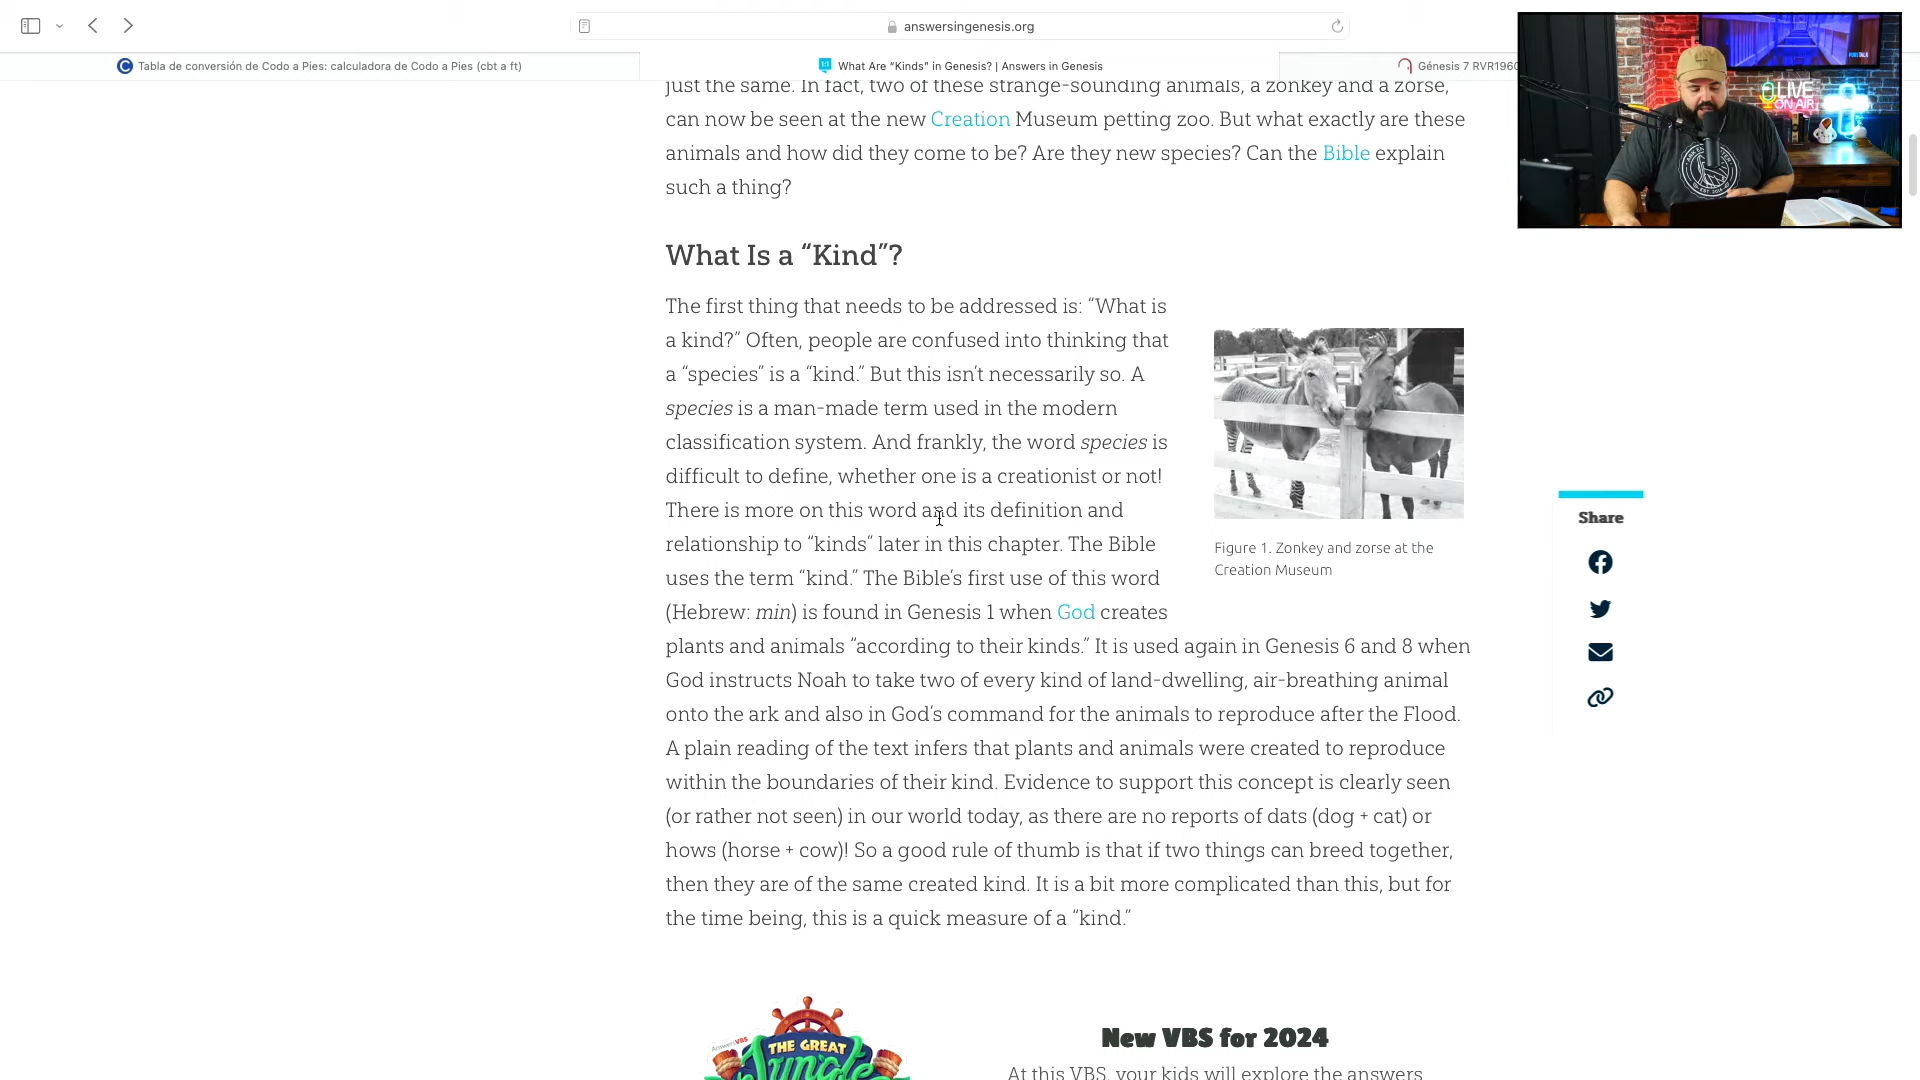 answersingenesis.org
Tabla de conversión de Codo a Pies: calculadora de Codo a Pies (cbt a ft)
What Are “Kinds” in Genesis? | Answers in Genesis
Génesis 7 RVR1960
LIVE
ON AIR
just the same. In fact, two of these strange-sounding animals, a zonkey and a zorse,
can now be seen at the new Creation Museum petting zoo. But what exactly are these
animals and how did they come to be? Are they new species? Can the Bible explain
such a thing?
What Is a “Kind”?
The first thing that needs to be addressed is: “What is
a kind?” Often, people are confused into thinking that
a “species” is a “kind.” But this isn’t necessarily so. A
species is a man-made term used in the modern
classification system. And frankly, the word species is
difficult to define, whether one is a creationist or not!
There is more on this word and its definition and
relationship to “kinds” later in this chapter. The Bible
uses the term “kind.” The Bible’s first use of this word
(Hebrew: min) is found in Genesis 1 when God creates
plants and animals “according to their kinds.” It is used again in Genesis 6 and 8 when
God instructs Noah to take two of every kind of land-dwelling, air-breathing animal
onto the ark and also in God’s command for the animals to reproduce after the Flood.
A plain reading of the text infers that plants and animals were created to reproduce
within the boundaries of their kind. Evidence to support this concept is clearly seen
(or rather not seen) in our world today, as there are no reports of dats (dog + cat) or
hows (horse + cow)! So a good rule of thumb is that if two things can breed together,
then they are of the same created kind. It is a bit more complicated than this, but for
the time being, this is a quick measure of a “kind.”
Figure 1. Zonkey and zorse at the
Creation Museum
Share
AnswersVBS
THE GREAT
Jungle
New VBS for 2024
At this VBS, your kids will explore the answers